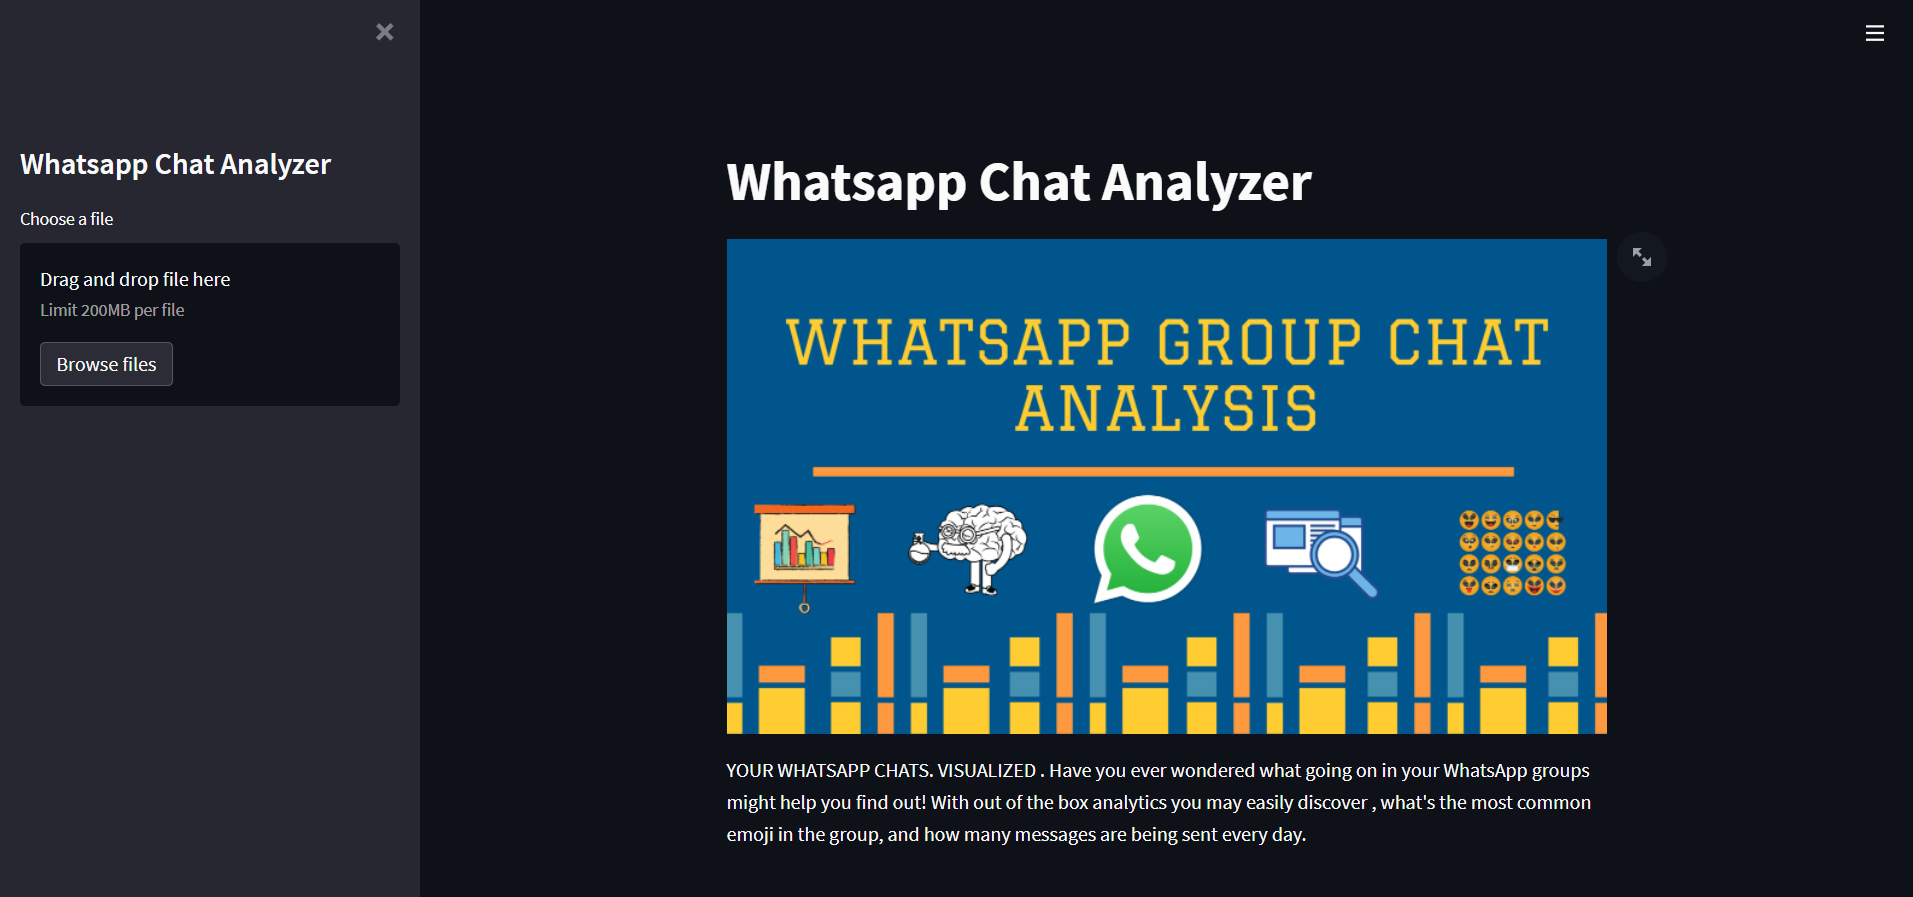 Whatsapp Chat Analyzer
Choose a file
Drag and drop file here
Limit 200MB per file
Browse files
Whatsapp Chat Analyzer
WHATSAPP GROUP CHAT
ANALYSIS
YOUR WHATSAPP CHATS. VISUALIZED . Have you ever wondered what going on in your WhatsApp groups
might help you find out! With out of the box analytics you may easily discover , what's the most common
emoji in the group, and how many messages are being sent every day.